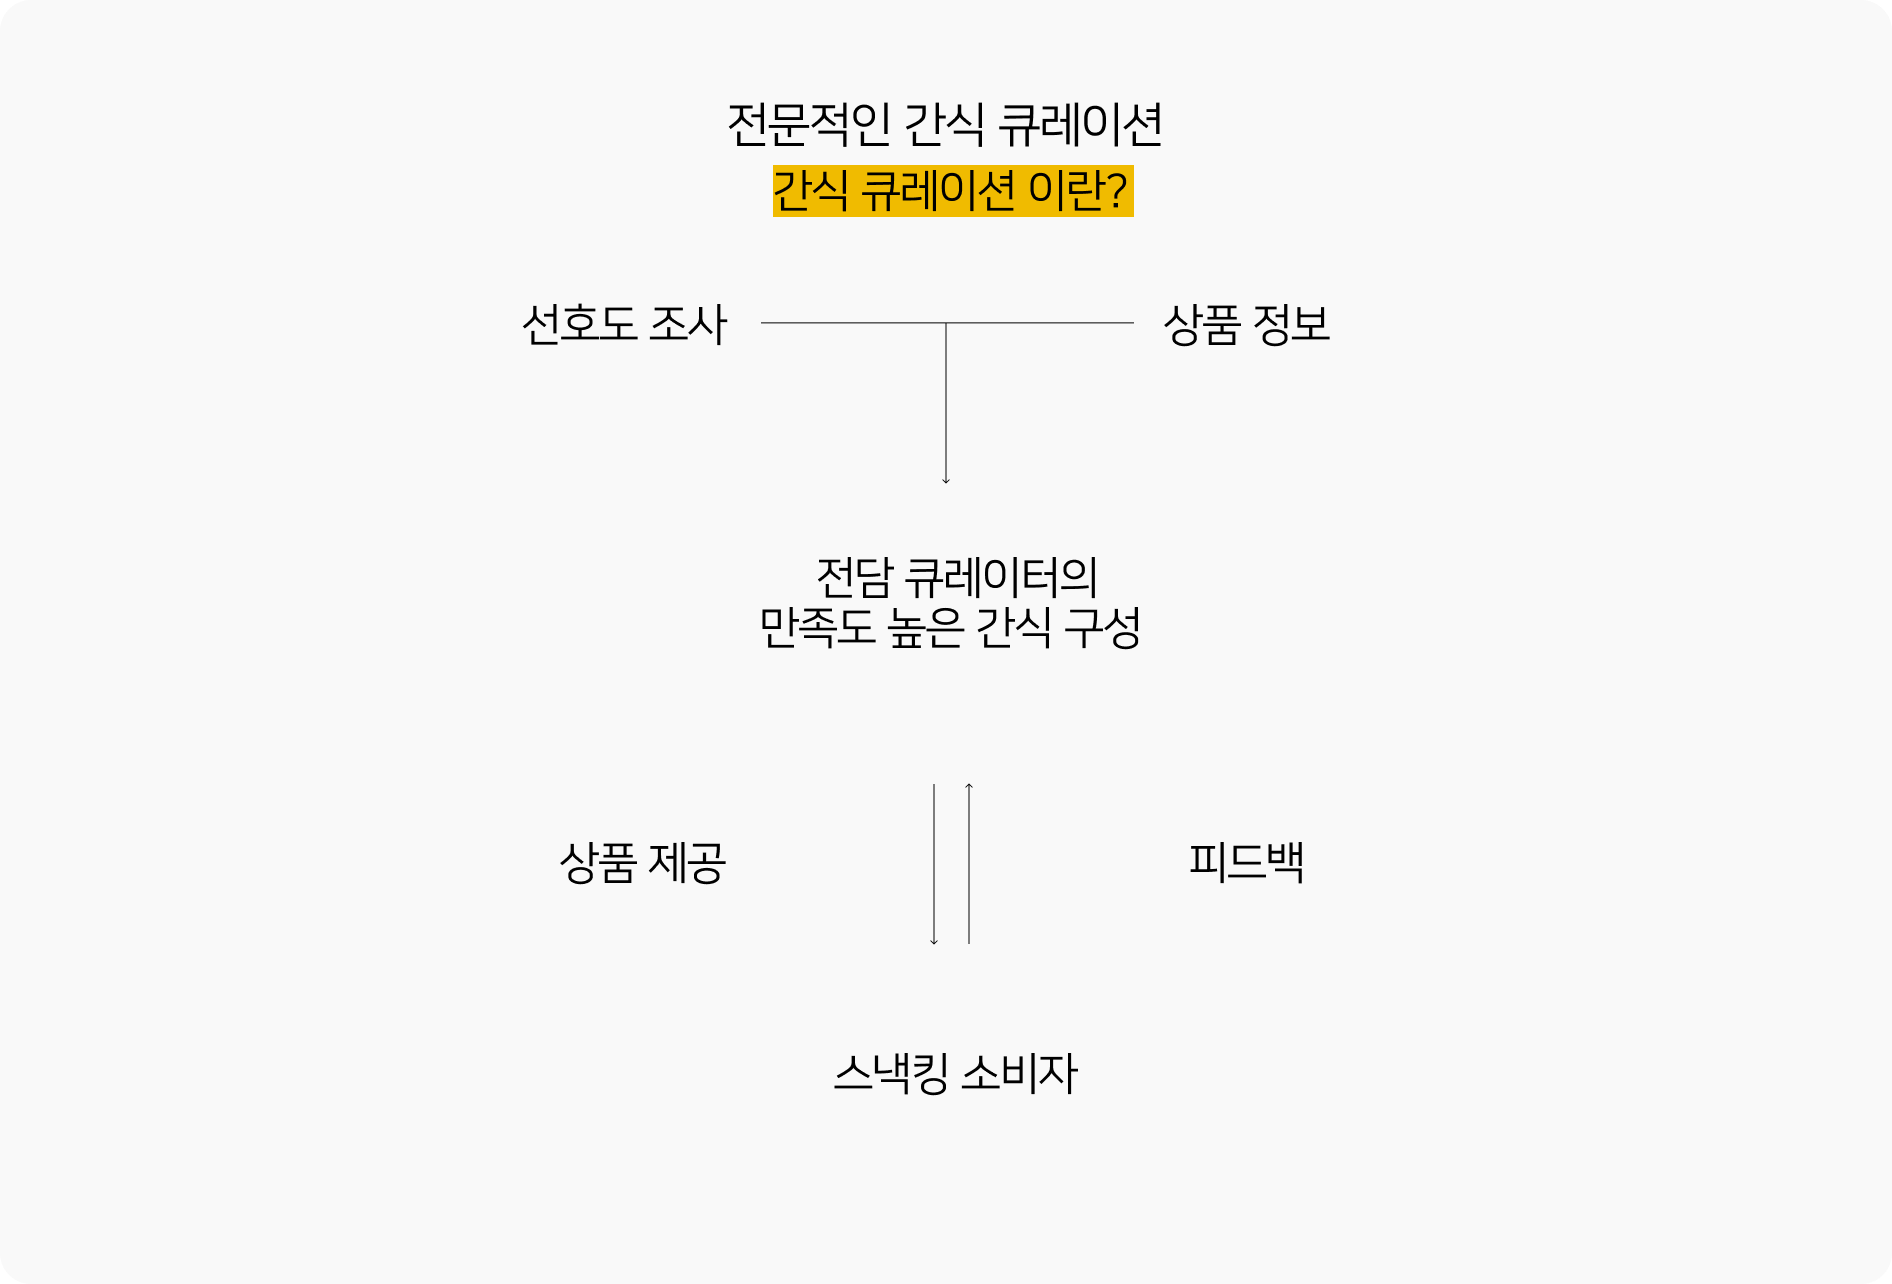 전문적인 간식 큐레이션
간식 큐레이션 이란?
선호도 조사
상품 정보
전담 큐레이터의
만족도 높은 간식 구성
상품 제공
피드백
스낵킹 소비자